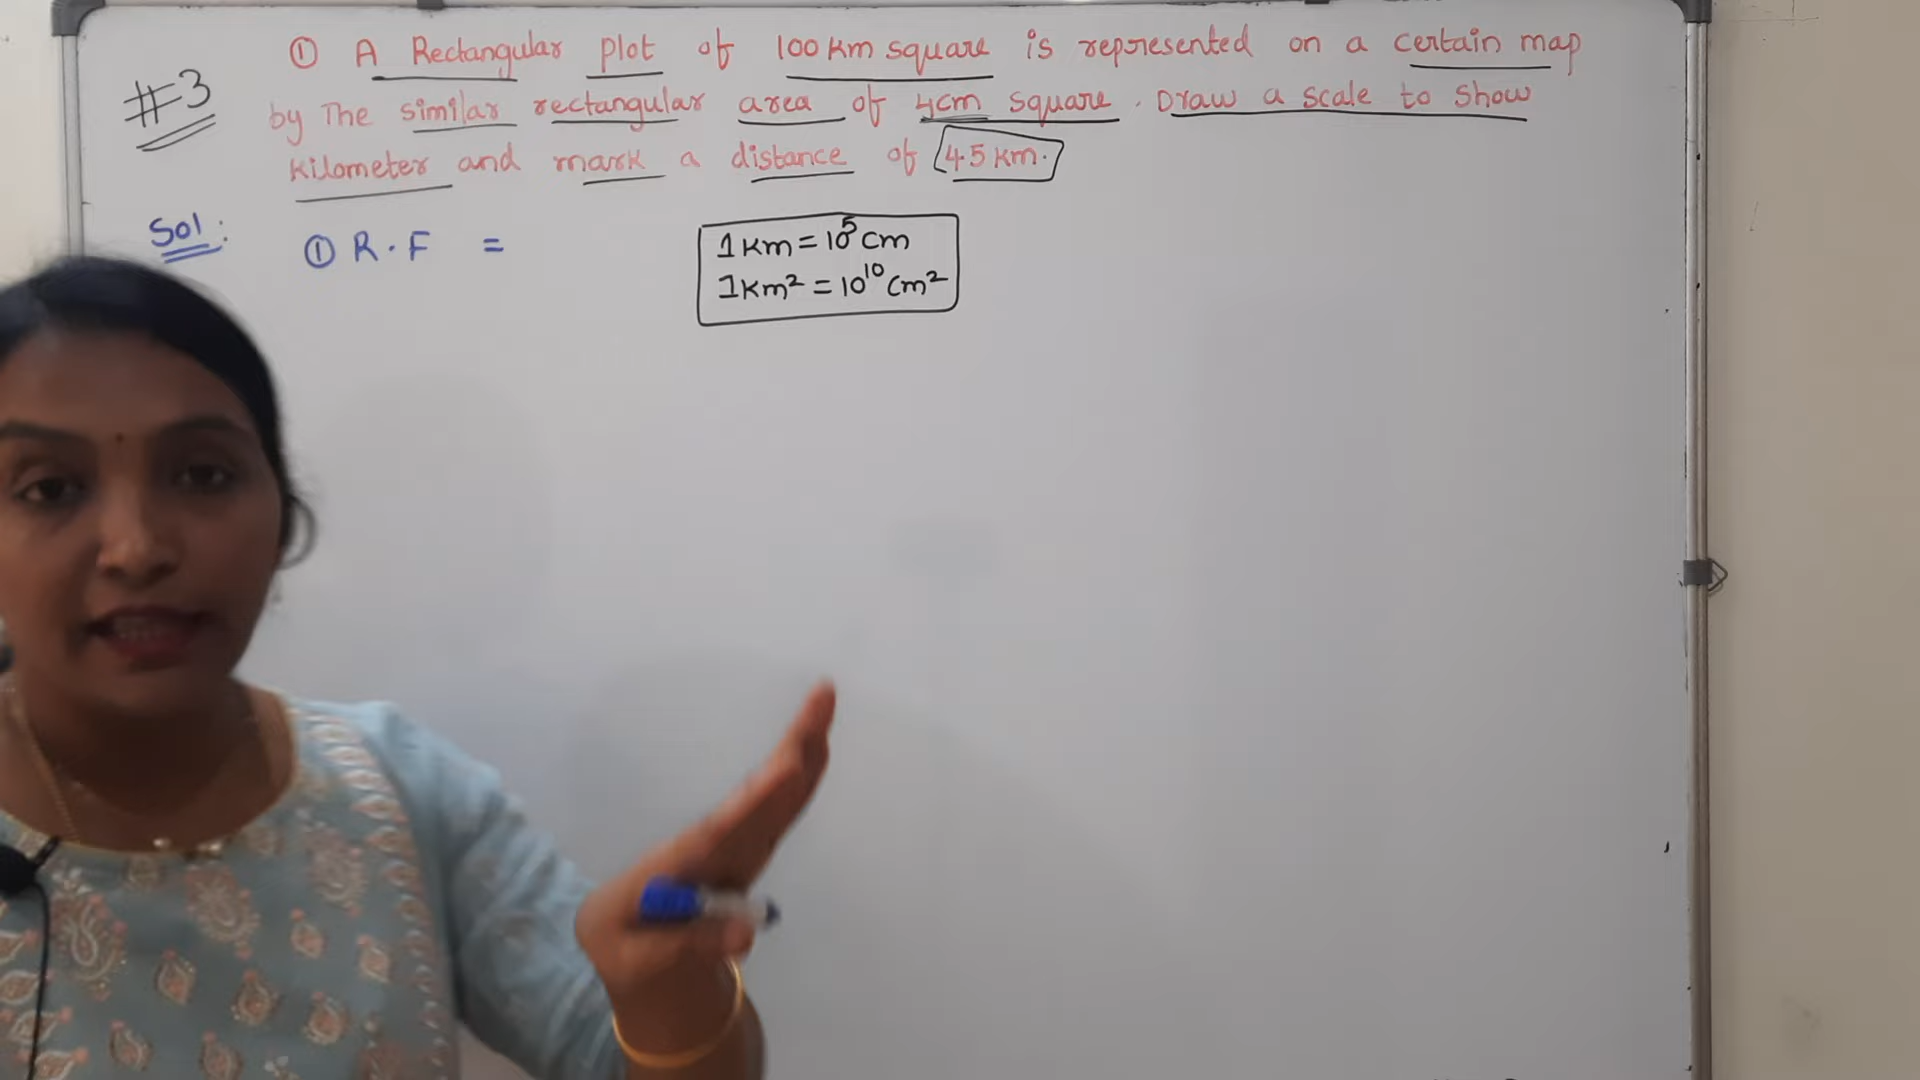 ① A Rectangular plot of 100 km square is represented on a certain map
#3
by The similar rectangular area of 4cm square. Draw a scale to show
kilometer and mark a distance of 45 km.
Sol:
① R.F =
1 km = 10⁵ cm
1 km² = 10¹⁰ cm²